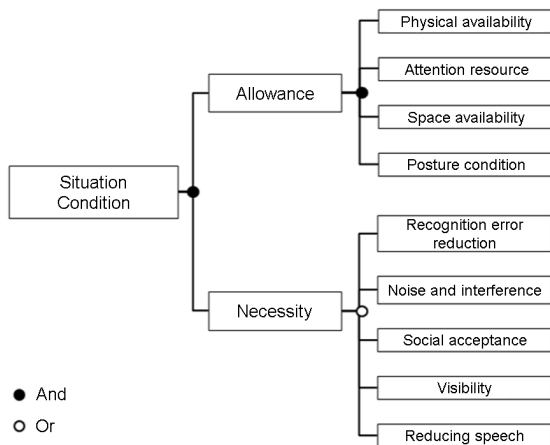 Physical availability
Attention resource
Allowance
Space availability
Posture condition
Situation
Condition
Recognition error
reduction
Noise and interference
Necessity
Social acceptance
Visibility
Reducing speech
And
Or